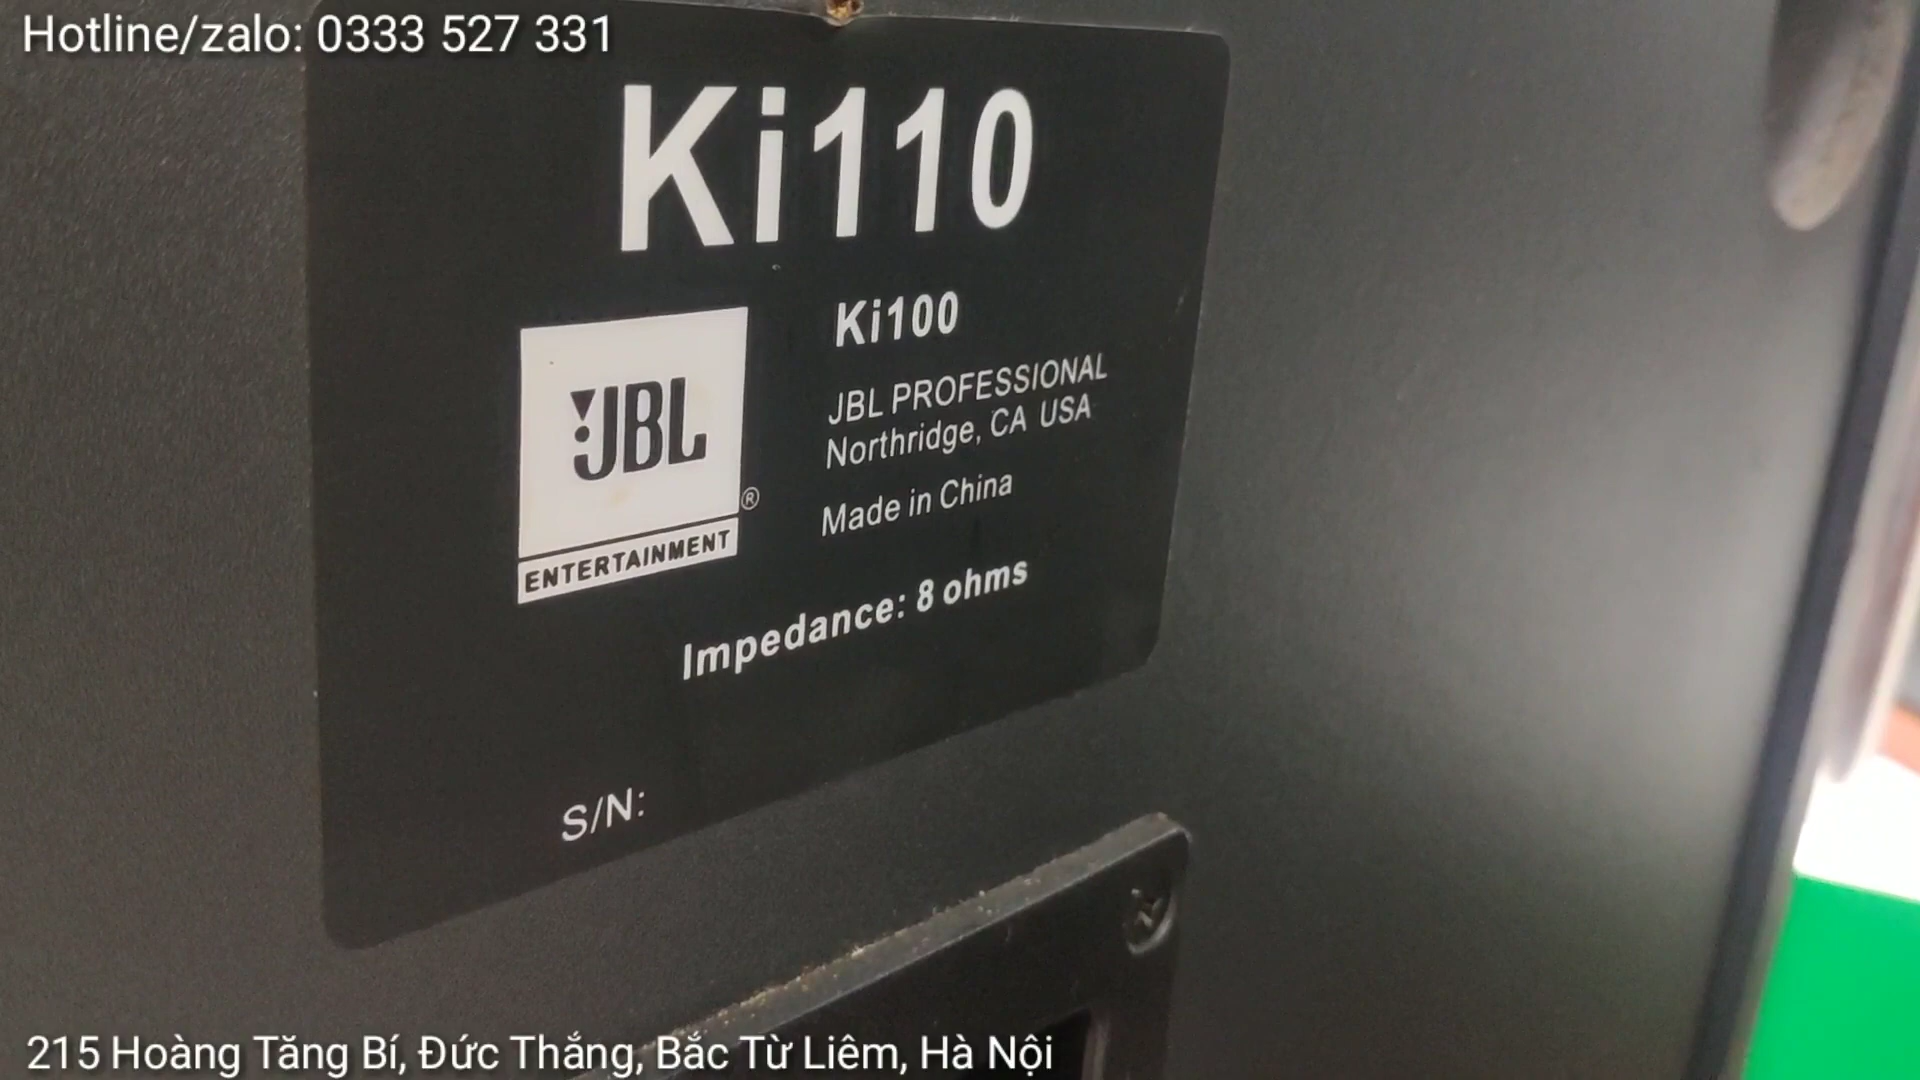 Hotline/zalo: 0333 527 331
Ki110
Ki100
JBL PROFESSIONAL
Northridge, CA USA
Made in China
JBL
®
ENTERTAINMENT
Impedance: 8 ohms
S/N:
215 Hoàng Tăng Bí, Đức Thắng, Bắc Từ Liêm, Hà Nội